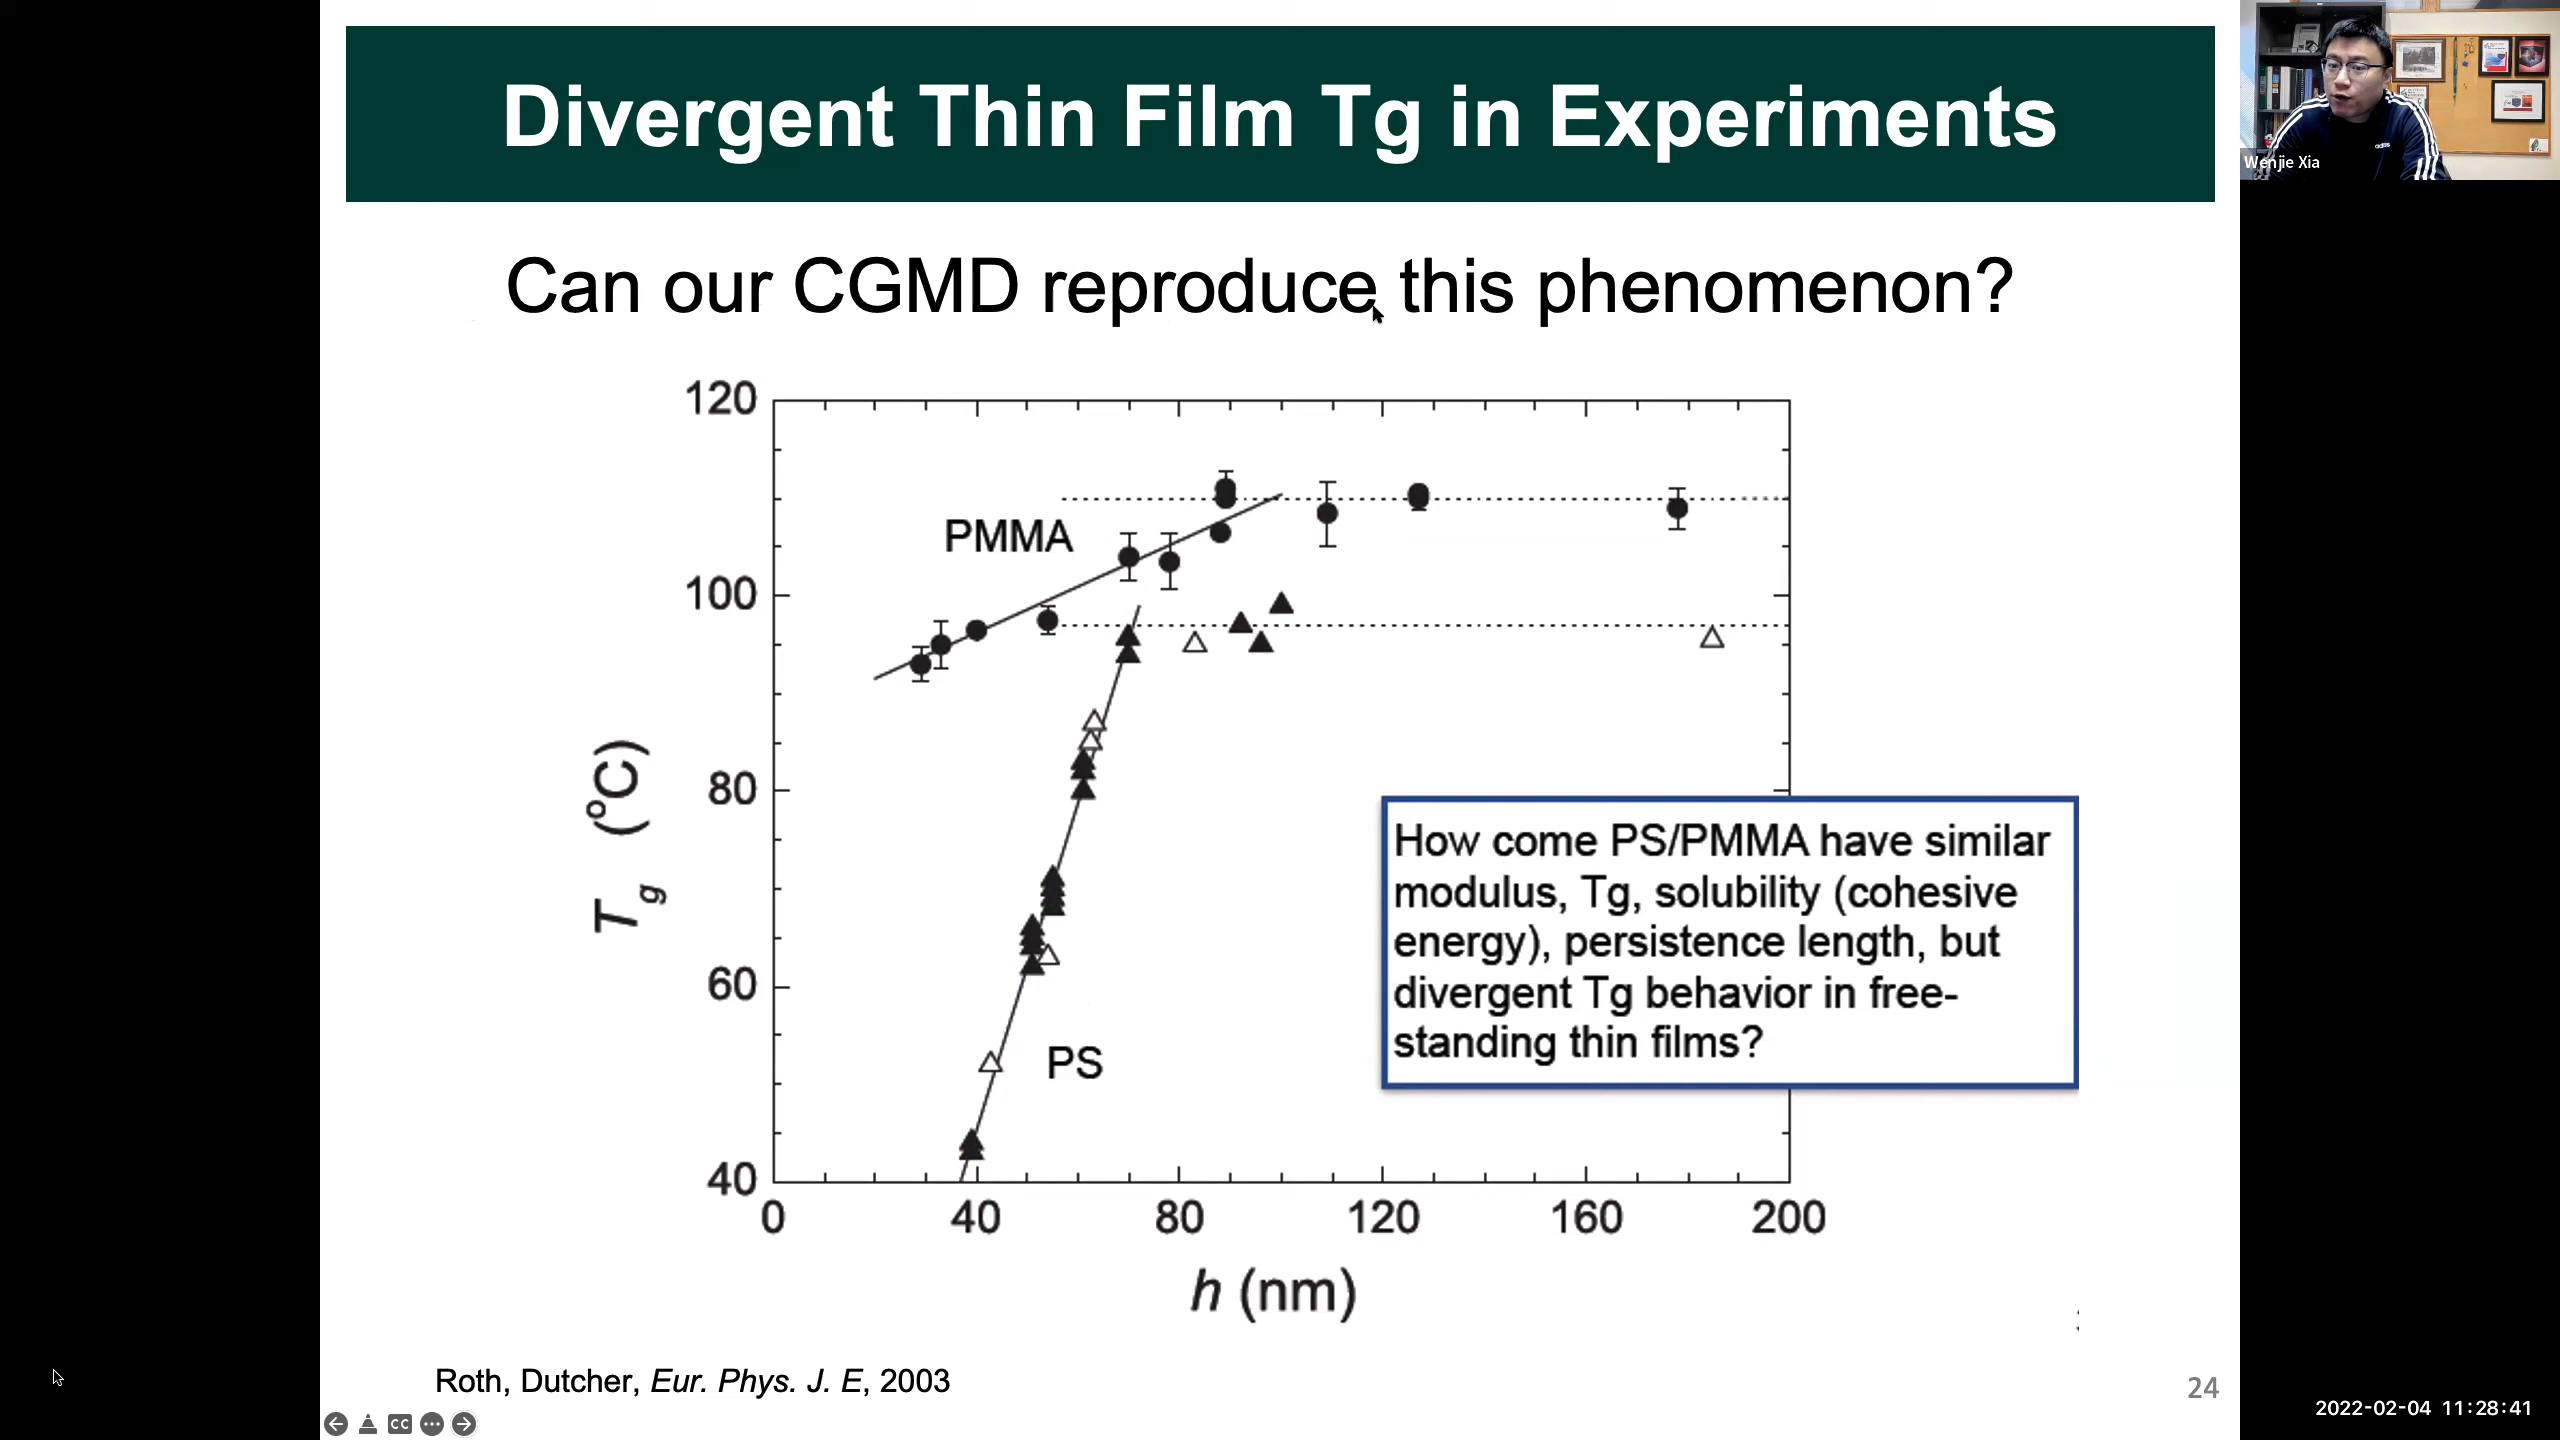 Divergent Thin Film Tg in Experiments
Wenjie Xia
Can our CGMD reproduce this phenomenon?
120
100
80
60
40
Tg (°C)
PMMA
PS
How come PS/PMMA have similar
modulus, Tg, solubility (cohesive
energy), persistence length, but
divergent Tg behavior in free-
standing thin films?
0 40 80 120 160 200
h (nm)
Roth, Dutcher, Eur. Phys. J. E, 2003
24
CC
2022-02-04 11:28:41